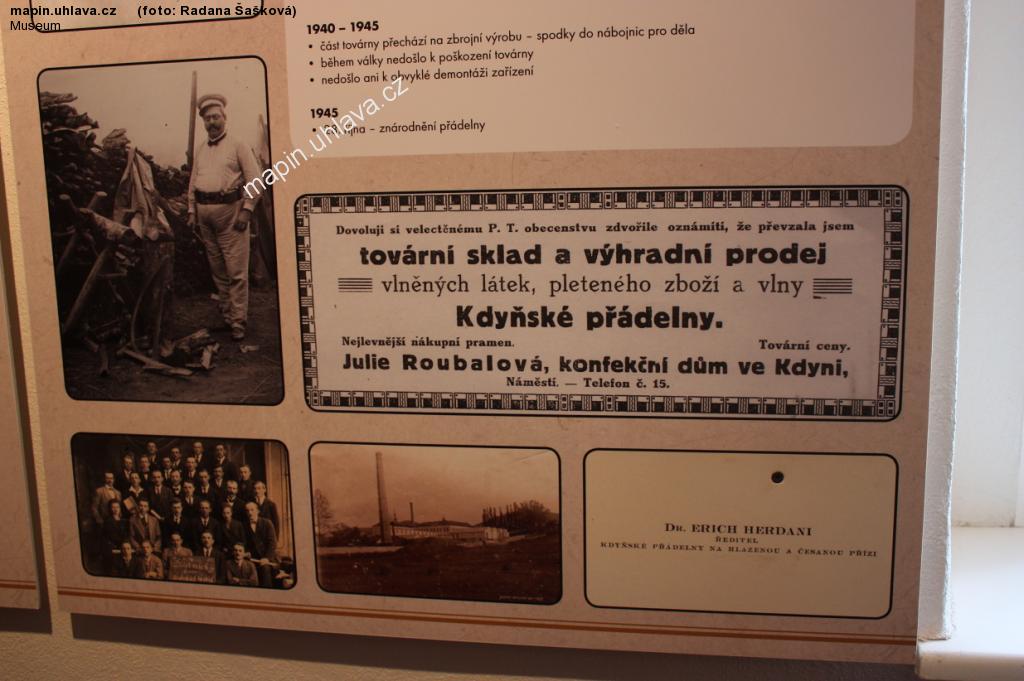 mapin.uhlava.cz (foto: Radana Šašková)
Museum
1940 – 1945
• část továrny přechází na zbrojní výrobu – spodky do nábojnic pro děla
• během války nedošlo k poškození továrny
• nedošlo ani k obvyklé demontáži zařízení
1945
• 28. října – znárodnění přádelny
mapin.uhlava.cz
Dovoluji si velectěnému P. T. obecenstvu zdvořile oznámiti, že převzala jsem
tovární sklad a výhradní prodej
vlněných látek, pleteného zboží a vlny
Kdyňské přádelny.
Nejlevnější nákupní pramen. Tovární ceny.
Julie Roubalová, konfekční dům ve Kdyni,
Náměstí. — Telefon č. 15.
DR. ERICH HERDANI
ŘEDITEL
KDYŇSKÉ PŘÁDELNY NA HLAZENOU A ČESANOU PŘÍZI